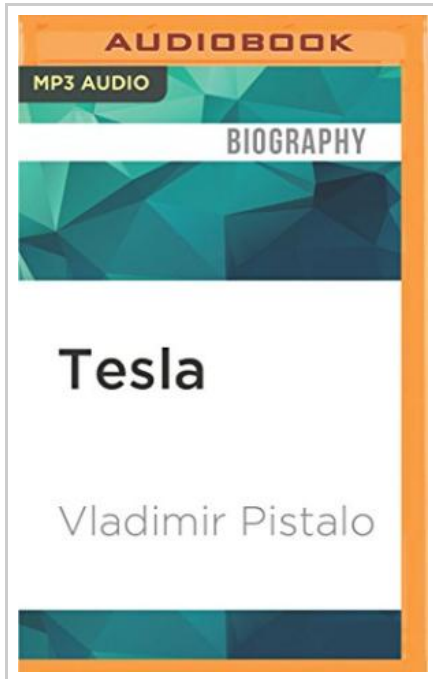 AUDIOBOOK
MP3 AUDIO
BIOGRAPHY
Tesla
Vladimir Pistalo